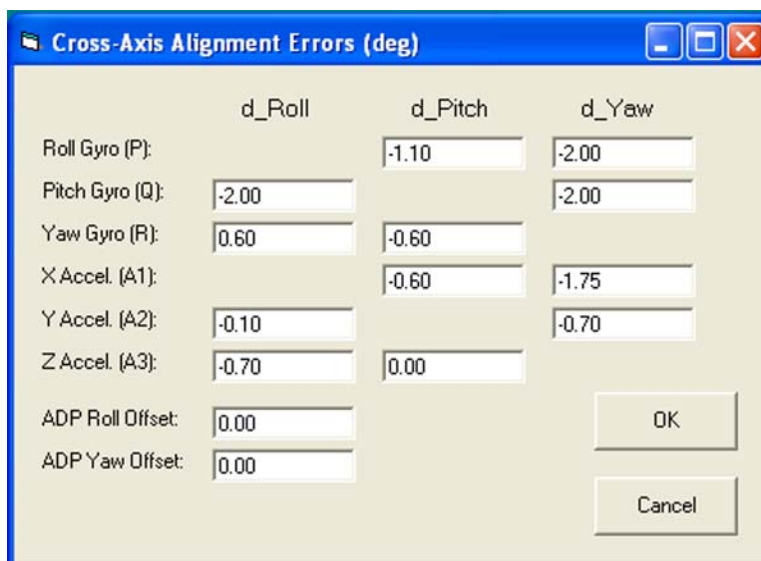 Cross-Axis Alignment Errors (deg)
d_Roll d_Pitch d_Yaw
Roll Gyro (P): -1.10 -2.00
Pitch Gyro (Q): -2.00 -2.00
Yaw Gyro (R): 0.60 -0.60
X Accel. (A1): -0.60 -1.75
Y Accel. (A2): -0.10 -0.70
Z Accel. (A3): -0.70 0.00
ADP Roll Offset: 0.00 OK
ADP Yaw Offset: 0.00
Cancel